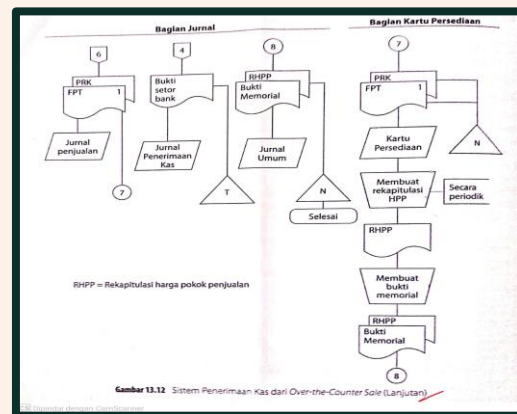 Bagian Jurnal
6
PRK
FPT 1
Jurnal
penjualan
7
4
Bukti
setor
bank
Jurnal
Penerimaan
Kas
T
8
RHPP
Bukti
Memorial
Jurnal
Umum
N
Selesai
RHPP = Rekapitulasi harga pokok penjualan
Bagian Kartu Persediaan
7
PRK
FPT 1
N
Kartu
Persediaan
Membuat
rekapitulasi
HPP
Secara
periodik
RHPP
Membuat
bukti
memorial
RHPP
Bukti
Memorial
8
Gambar 13.12 Sistem Penerimaan Kas dari Over-the-Counter Sale (Lanjutan)
Dipindai dengan CamScanner